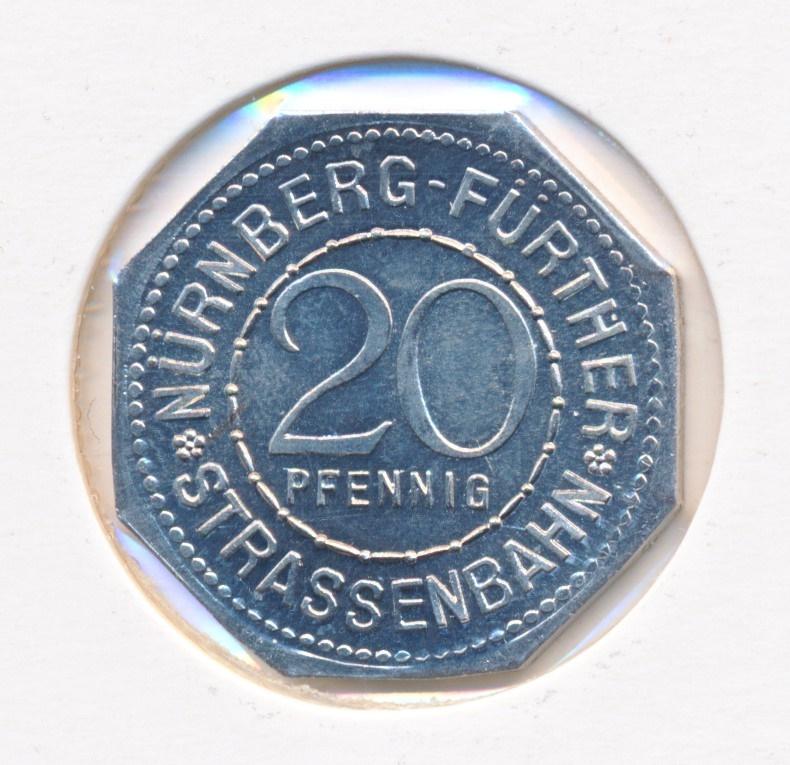 NÜRNBERG-FÜRTHER
20
PFENNIG
STRASSENBAHN